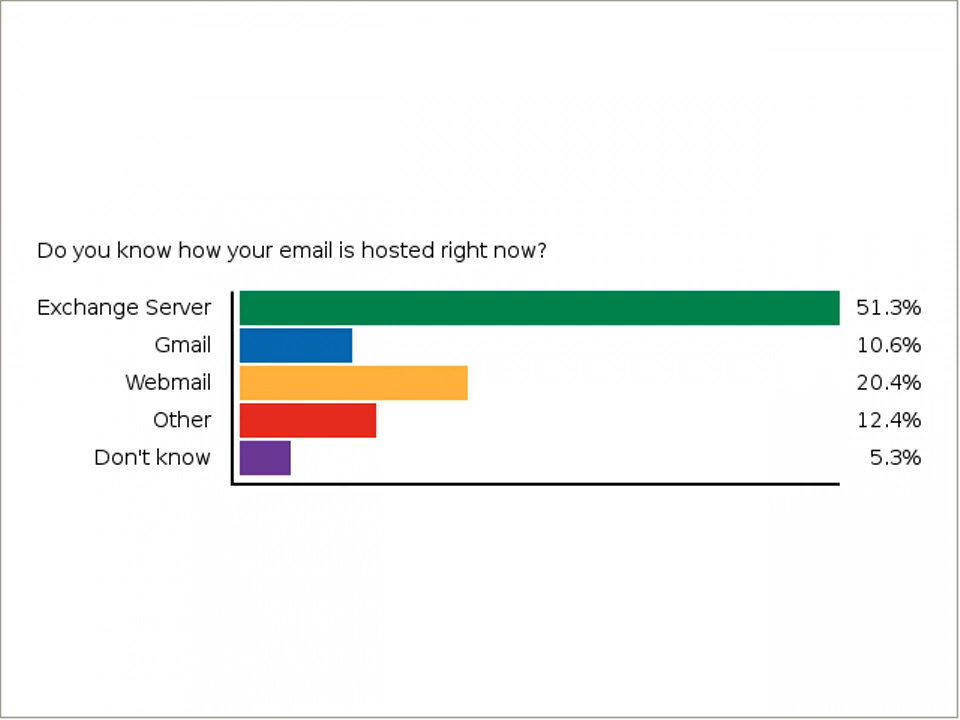 Do you know how your email is hosted right now?
Exchange Server 51.3%
Gmail 10.6%
Webmail 20.4%
Other 12.4%
Don't know 5.3%